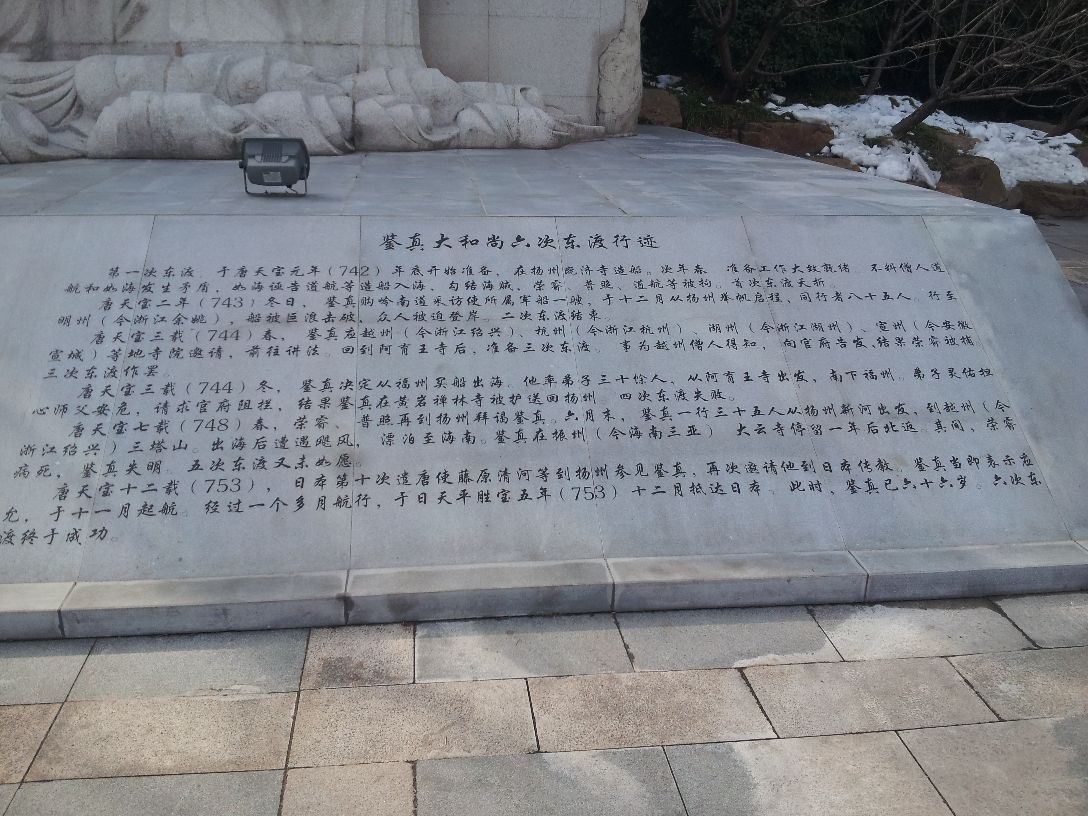 鉴真大和尚六次东渡行迹
第一次东渡，于唐天宝元年（742）年底开始准备，在扬州既济寺造船。次年春，准备工作大致就绪，不料僧人道
航和如海发生矛盾，如海诬告道航等造船入海，勾结海贼，荣睿、普照、道航等被拘。首次东渡夭折。
唐天宝二年（743）冬日，鉴真购岭南道采访使所属军船一艘，于十二月从扬州举帆启程，同行者八十五人。行至
明州（今浙江余姚），船被巨浪击破，众人被迫登岸。二次东渡结束。
唐天宝三载（744）春，鉴真应越州（今浙江绍兴）、杭州（今浙江杭州）、湖州（今浙江湖州）、宣州（今安徽
宣城）等地寺院邀请，前往讲法。回到阿育王寺后，准备三次东渡。事为越州僧人得知，向官府告发，结果荣睿被捕，
三次东渡作罢。
唐天宝三载（744）冬，鉴真决定从福州买船出海。他率弟子三十馀人，从阿育王寺出发，南下福州。弟子灵佑担
心师父安危，请求官府阻拦，结果鉴真在黄岩禅林寺被护送回扬州，四次东渡失败。
唐天宝七载（748）春，荣睿、普照再到扬州拜谒鉴真。六月末，鉴真一行三十五人从扬州新河出发，到越州（今
浙江绍兴）三塔山。出海后遭遇飓风，漂泊至海南。鉴真在振州（今海南三亚）大云寺停留一年后北返。其间，荣睿
病死，鉴真失明。五次东渡又未如愿。
唐天宝十二载（753），日本第十次遣唐使藤原清河等到扬州参见鉴真，再次邀请他到日本传教。鉴真当即表示应
允，于十一月起航。经过一个多月航行，于日天平胜宝五年（753）十二月抵达日本。此时，鉴真已六十六岁。六次东
渡终于成功。